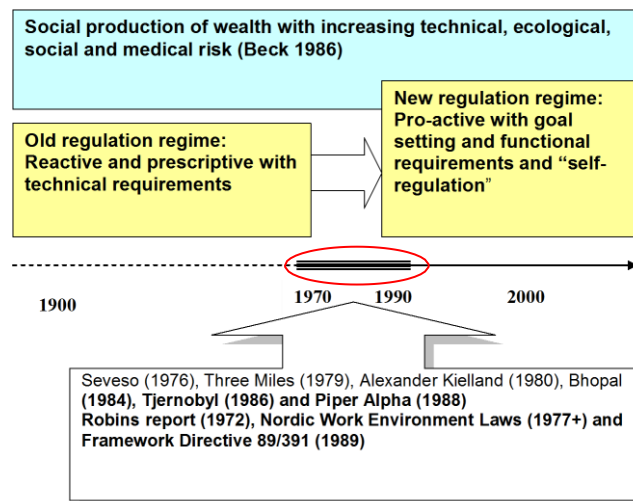 Social production of wealth with increasing technical, ecological,
social and medical risk (Beck 1986)
New regulation regime:
Pro-active with goal
setting and functional
requirements and “self-
regulation”
Old regulation regime:
Reactive and prescriptive with
technical requirements
1900
1970
1990
2000
Seveso (1976), Three Miles (1979), Alexander Kielland (1980), Bhopal
(1984), Tjernobyl (1986) and Piper Alpha (1988)
Robins report (1972), Nordic Work Environment Laws (1977+) and
Framework Directive 89/391 (1989)